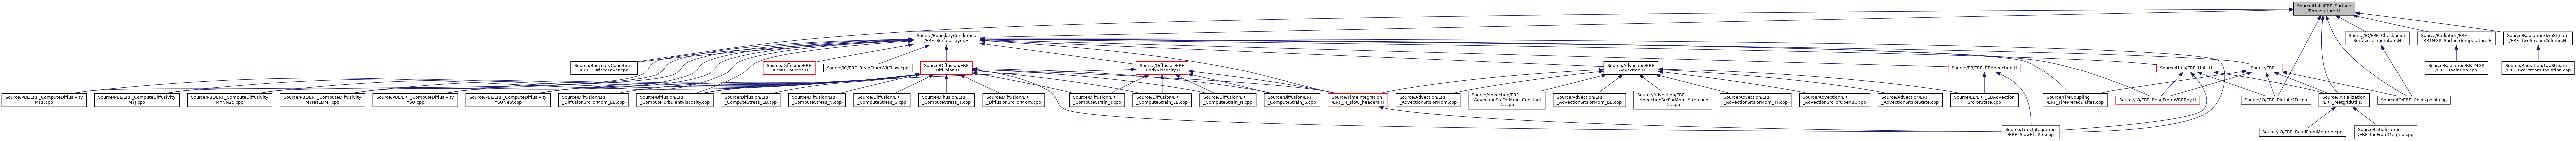 Source/Utils/ERF_Surface
Temperature.H
Source/BoundaryConditions
/ERF_SurfaceLayer.H
Source/IO/ERF_Checkpoint
SurfaceTemperature.H
Source/Radiation/ERF
_RRTMGP_SurfaceTemperature.H
Source/Radiation/TwoStream
/ERF_TwoStreamColumn.H
Source/BoundaryConditions
/ERF_SurfaceLayer.cpp
Source/Diffusion/ERF
_TurbKESources.H
Source/IO/ERF_ReadFromWRFLow.cpp
Source/Diffusion/ERF
_Diffusion.H
Source/Diffusion/ERF
_EddyViscosity.H
Source/Advection/ERF
_Advection.H
Source/EB/ERF_EBAdvection.H
Source/Utils/ERF_Utils.H
Source/ERF.H
Source/Radiation/RRTMGP
/ERF_Radiation.cpp
Source/Radiation/TwoStream
/ERF_TwoStreamRadiation.cpp
Source/PBL/ERF_ComputeDiffusivity
MRF.cpp
Source/PBL/ERF_ComputeDiffusivity
MYJ.cpp
Source/PBL/ERF_ComputeDiffusivity
MYNN25.cpp
Source/PBL/ERF_ComputeDiffusivity
MYNNEDMF.cpp
Source/PBL/ERF_ComputeDiffusivity
YSU.cpp
Source/PBL/ERF_ComputeDiffusivity
YSUNew.cpp
Source/Diffusion/ERF
_DiffusionSrcForMom_EB.cpp
Source/Diffusion/ERF
_ComputeTurbulentViscosity.cpp
Source/Diffusion/ERF
_ComputeStress_EB.cpp
Source/Diffusion/ERF
_ComputeStress_N.cpp
Source/Diffusion/ERF
_ComputeStress_S.cpp
Source/Diffusion/ERF
_ComputeStress_T.cpp
Source/Diffusion/ERF
_DiffusionSrcForMom.cpp
Source/Diffusion/ERF
_ComputeStrain_T.cpp
Source/Diffusion/ERF
_ComputeStrain_EB.cpp
Source/Diffusion/ERF
_ComputeStrain_N.cpp
Source/Diffusion/ERF
_ComputeStrain_S.cpp
Source/TimeIntegration
/ERF_TI_slow_headers.H
Source/Advection/ERF
_AdvectionSrcForMom.cpp
Source/Advection/ERF
_AdvectionSrcForMom_Constant
Dz.cpp
Source/Advection/ERF
_AdvectionSrcForMom_EB.cpp
Source/Advection/ERF
_AdvectionSrcForMom_Stretched
Dz.cpp
Source/Advection/ERF
_AdvectionSrcForMom_TF.cpp
Source/Advection/ERF
_AdvectionSrcForOpenBC.cpp
Source/Advection/ERF
_AdvectionSrcForState.cpp
Source/EB/ERF_EBAdvection
SrcForState.cpp
Source/FireCoupling
/ERF_FirePrerequisites.cpp
Source/IO/ERF_ReadFromWRFBdy.H
Source/IO/ERF_Plotfile2D.cpp
Source/Initialization
/ERF_MetgridUtils.H
Source/IO/ERF_Checkpoint.cpp
Source/TimeIntegration
/ERF_SlowRhsPre.cpp
Source/IO/ERF_ReadFromMetgrid.cpp
Source/Initialization
/ERF_InitFromMetgrid.cpp